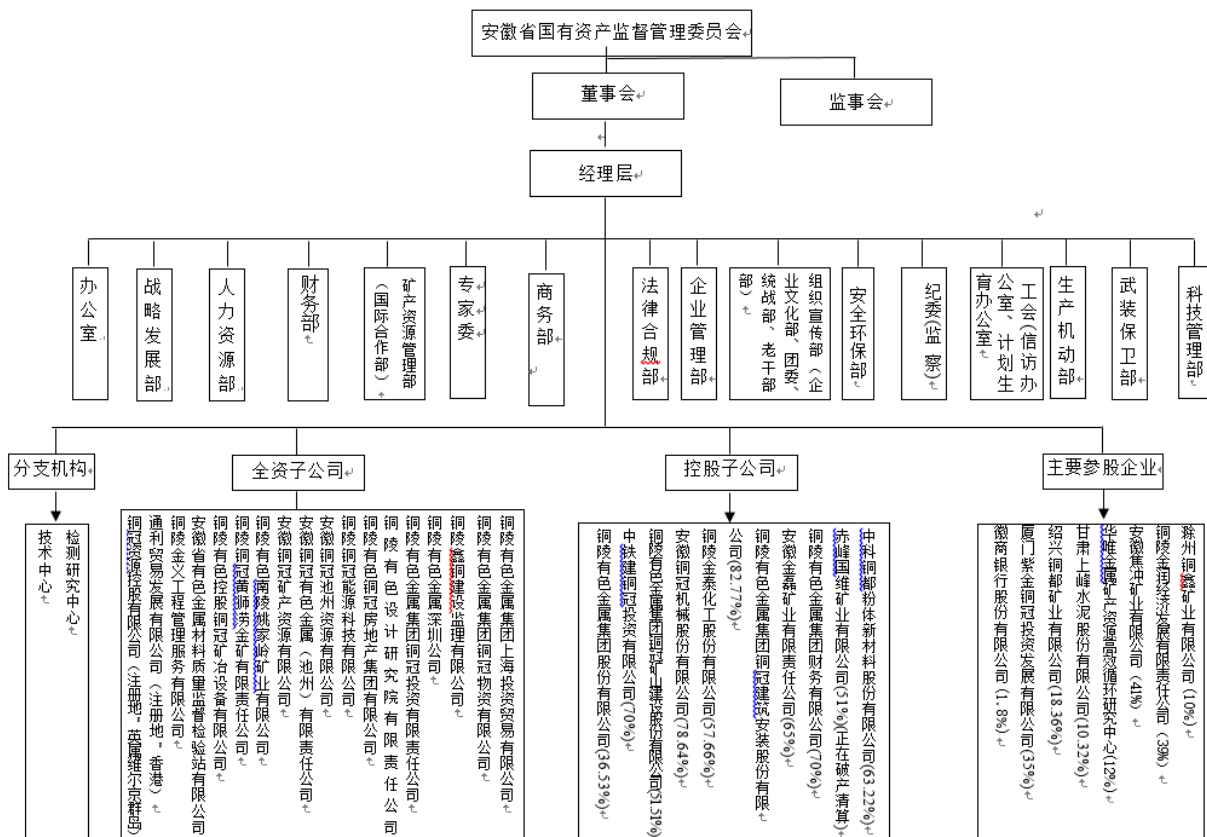 安徽省国有资产监督管理委员会
董事会
监事会
经理层
办公室
战略发展部
人力资源部
财务部
矿产资源管理部
(国际合作部)
专家委
商务部
法律合规部
企业管理部
组织宣传部(企
业文化部、团委、
统战部、老干部
部)
安全环保部
纪委(监 察)
工会(信访办
公室、计划生
育办公室
生产机动部
武装保卫部
科技管理部
分支机构
全资子公司
控股子公司
主要参股企业
检测研究中心
技术中心
铜陵有色金属集团上海投资贸易有限公司
铜陵有色金属集团铜冠物资有限公司
铜陵鑫铜建设监理有限公司
铜陵有色金属深圳公司
铜陵有色金属集团铜冠投资有限责任公司
铜陵有色设计研究院有限责任公司
铜陵有色铜冠房地产集团有限公司
铜陵铜冠能源科技有限公司
安徽铜冠池州资源有限公司
安徽铜冠有色金属(池州)有限责任公司
安徽铜冠矿产资源有限公司
铜陵有色南陵姚家岭矿业有限公司
铜陵铜冠黄狮涝金矿有限责任公司
铜陵有色控股铜冠矿冶设备有限公司
安徽省有色金属材料质量监督检验站有限公司
铜陵金义工程管理服务有限公司
通利贸易发展有限公司(注册地-香港)
铜冠资源控股有限公司(注册地-英属维尔京群岛)
中科铜都粉体新材料股份有限公司(63.22%)
赤峰国维矿业有限公司(51%)(正在破产清算)
铜陵有色金属集团财务有限公司(70%)
安徽金磊矿业有限责任公司(65%)
铜陵有色金属集团铜冠建筑安装股份有限
公司(82.77%)
铜陵金泰化工股份有限公司(57.66%)
安徽铜冠机械股份有限公司(78.64%)
铜陵有色金属集团铜冠矿山建设股份有限公司(51.51%)
中铁建铜冠投资有限公司(70%)
铜陵有色金属集团股份有限公司(36.53%)
滁州铜鑫矿业有限公司(10%)
铜陵金润经济发展有限责任公司(39%)
安徽焦冲矿业有限公司(41%)
华唯金属矿产资源高效循环研究中心(12%)
甘肃上峰水泥股份有限公司(10.32%)
绍兴铜都矿业有限公司(18.36%)
厦门紫金铜冠投资发展有限公司(35%)
徽商银行股份有限公司(1.8%)